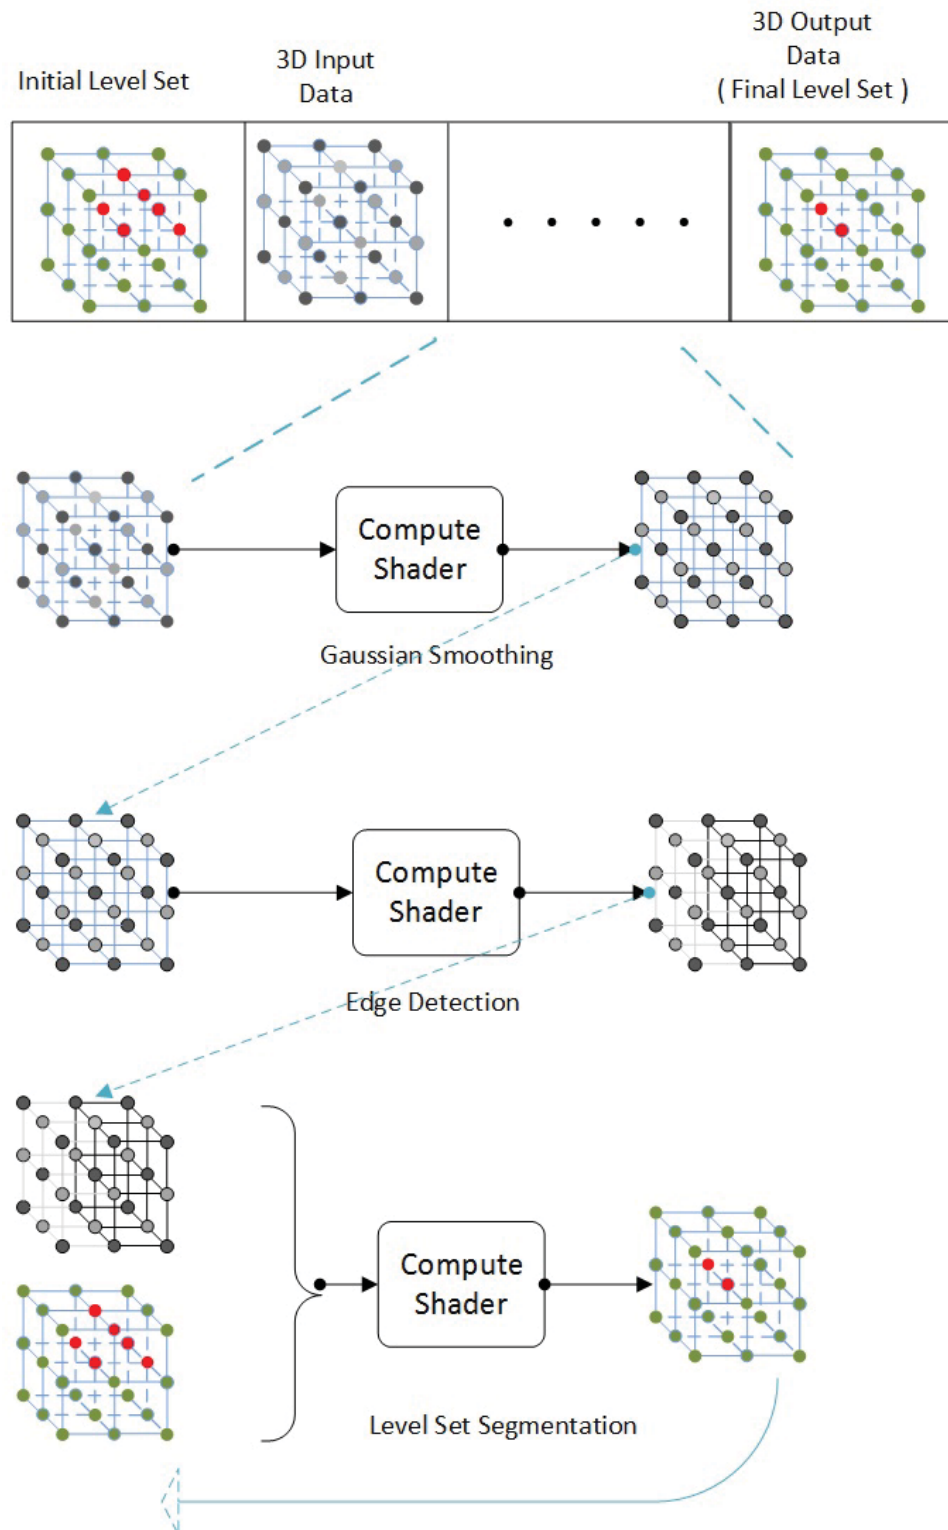 Initial Level Set
3D Input
Data
3D Output
Data
( Final Level Set )
Compute
Shader
Gaussian Smoothing
Compute
Shader
Edge Detection
Compute
Shader
Level Set Segmentation